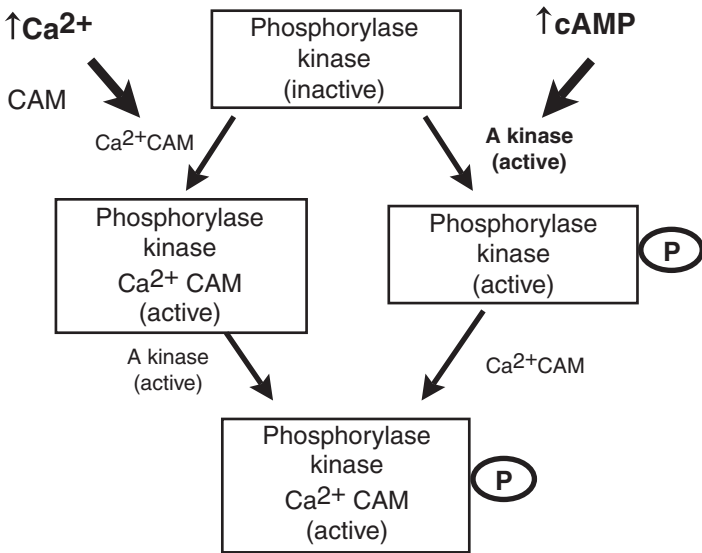 ↑Ca2+
CAM
Ca2+CAM
Phosphorylase
kinase
(inactive)
↑cAMP
A kinase
(active)
Phosphorylase
kinase
Ca2+ CAM
(active)
Phosphorylase
kinase
(active)
P
A kinase
(active)
Ca2+CAM
Phosphorylase
kinase
Ca2+ CAM
(active)
P